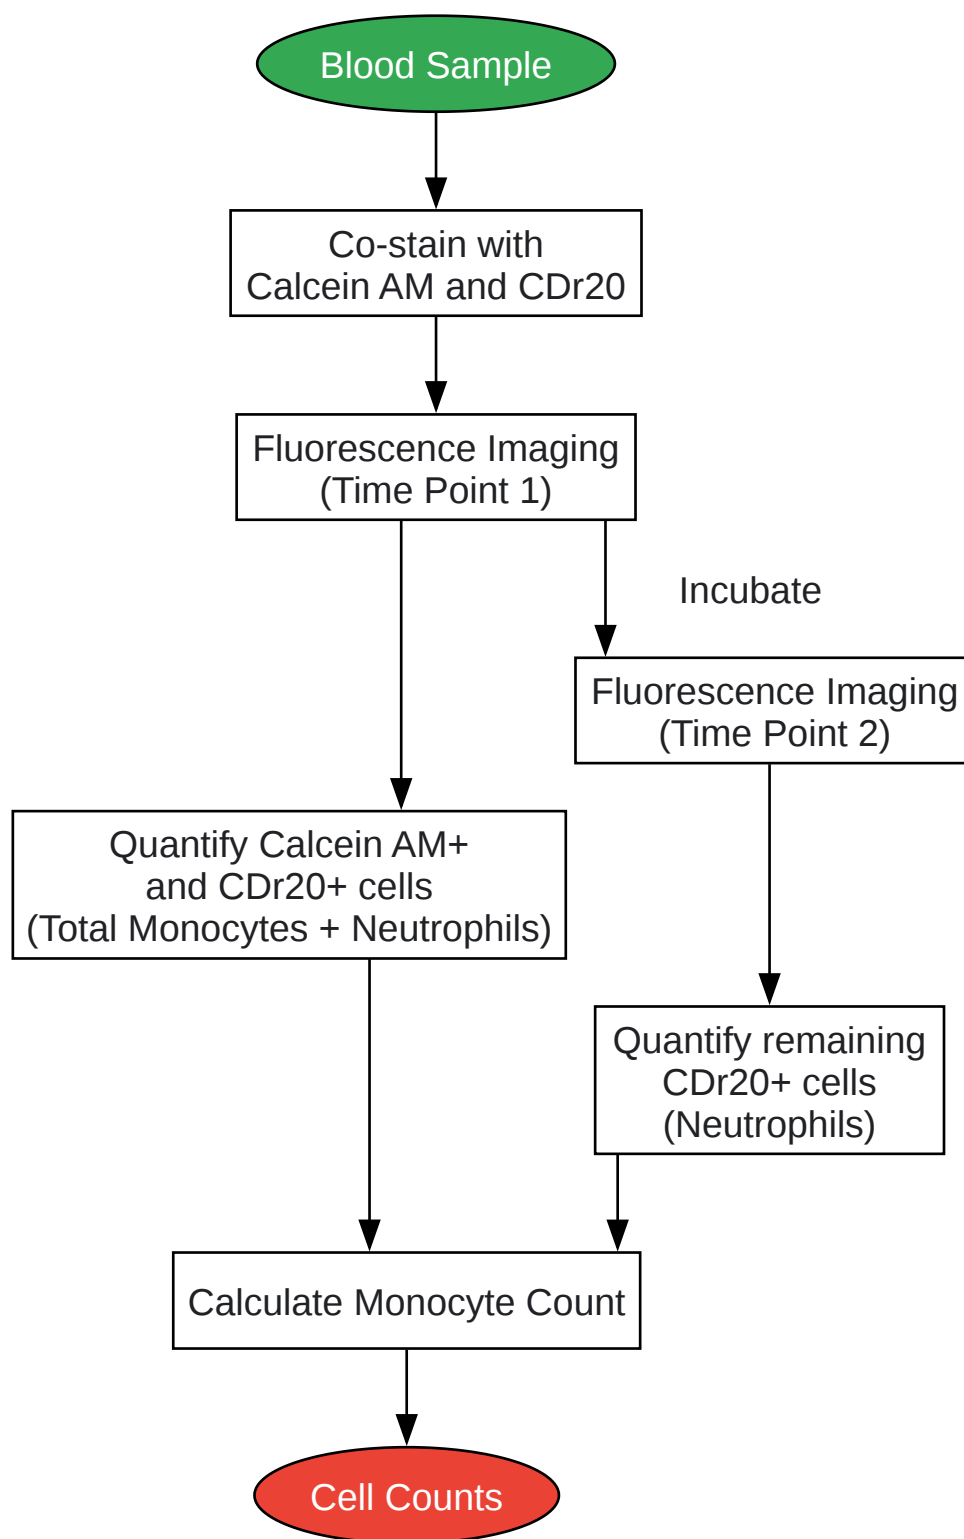 Blood Sample
Co-stain with
Calcein AM and CDr20
Fluorescence Imaging
(Time Point 1)
Incubate
Fluorescence Imaging
(Time Point 2)
Quantify Calcein AM+
and CDr20+ cells
(Total Monocytes + Neutrophils)
Quantify remaining
CDr20+ cells
(Neutrophils)
Calculate Monocyte Count
Cell Counts